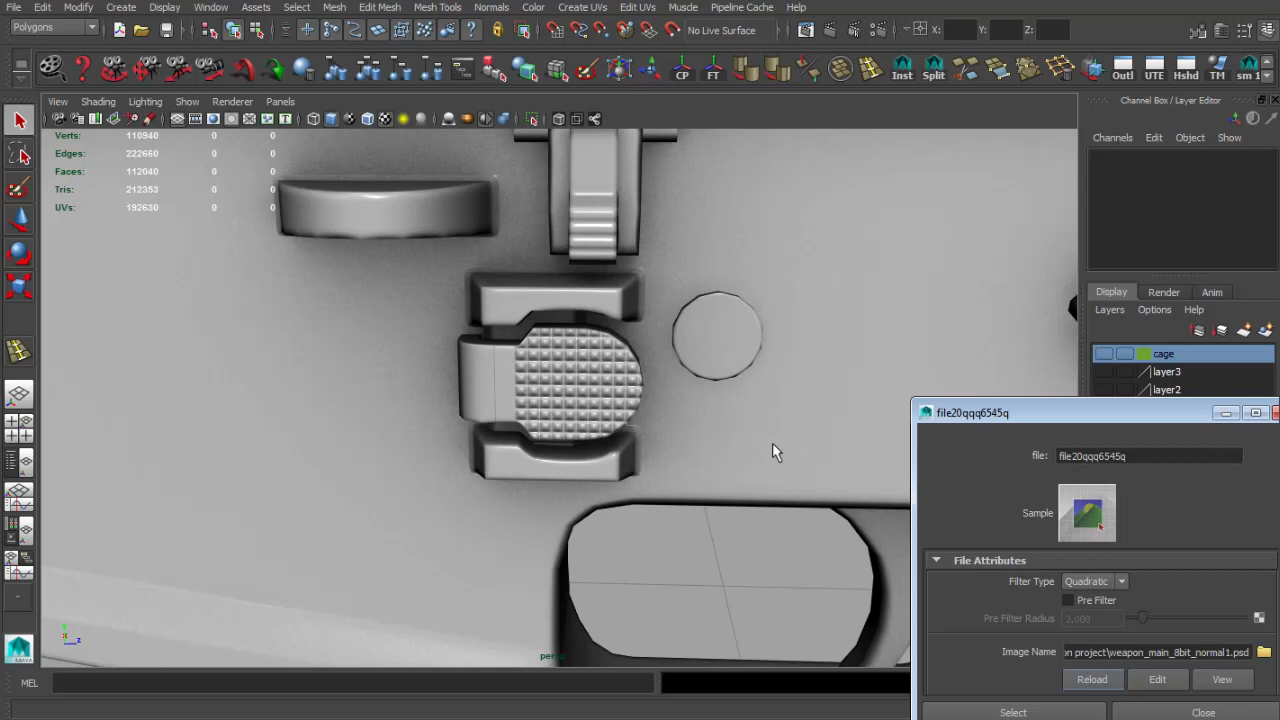 File Edit Modify Create Display Window Assets Select Mesh Edit Mesh Mesh Tools Normals Color Create UVs Edit UVs Muscle Pipeline Cache Help
Polygons No Live Surface X: Y: Z:
CP FT Inst Split Outl UTE Hshd TM sm 1
View Shading Lighting Show Renderer Panels
Channel Box / Layer Editor
Channels Edit Object Show
Verts: 110940 0 0
Edges: 222660 0 0
Faces: 112040 0 0
Tris: 212353 0 0
UVs: 192630 0 0
Display Render Anim
Layers Options Help
cage
layer3
layer2
file20qqq6545q
file: file20qqq6545q
Sample
File Attributes
Filter Type Quadratic
Pre Filter
Pre Filter Radius 2.000
Image Name on project\weapon_main_8bit_normal1.psd
Reload Edit View
Select Close
y z
persp
MAYA
MEL